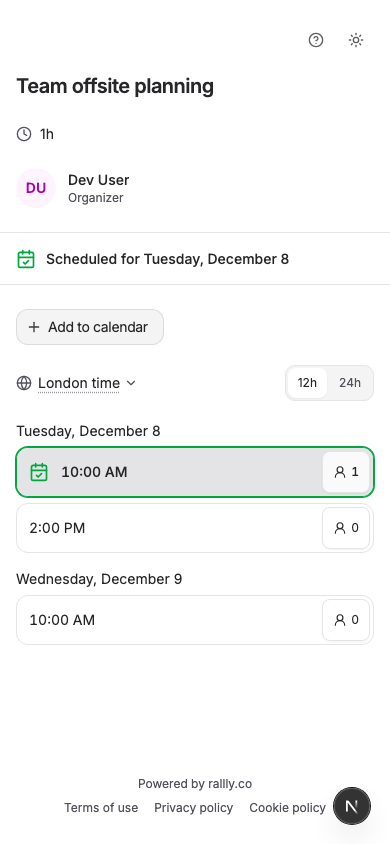 Team offsite planning
1h
DU
Dev User
Organizer
Scheduled for Tuesday, December 8
Add to calendar
London time
12h
24h
Tuesday, December 8
10:00 AM
1
2:00 PM
0
Wednesday, December 9
10:00 AM
0
Powered by rallly.co
Terms of use Privacy policy Cookie policy
N